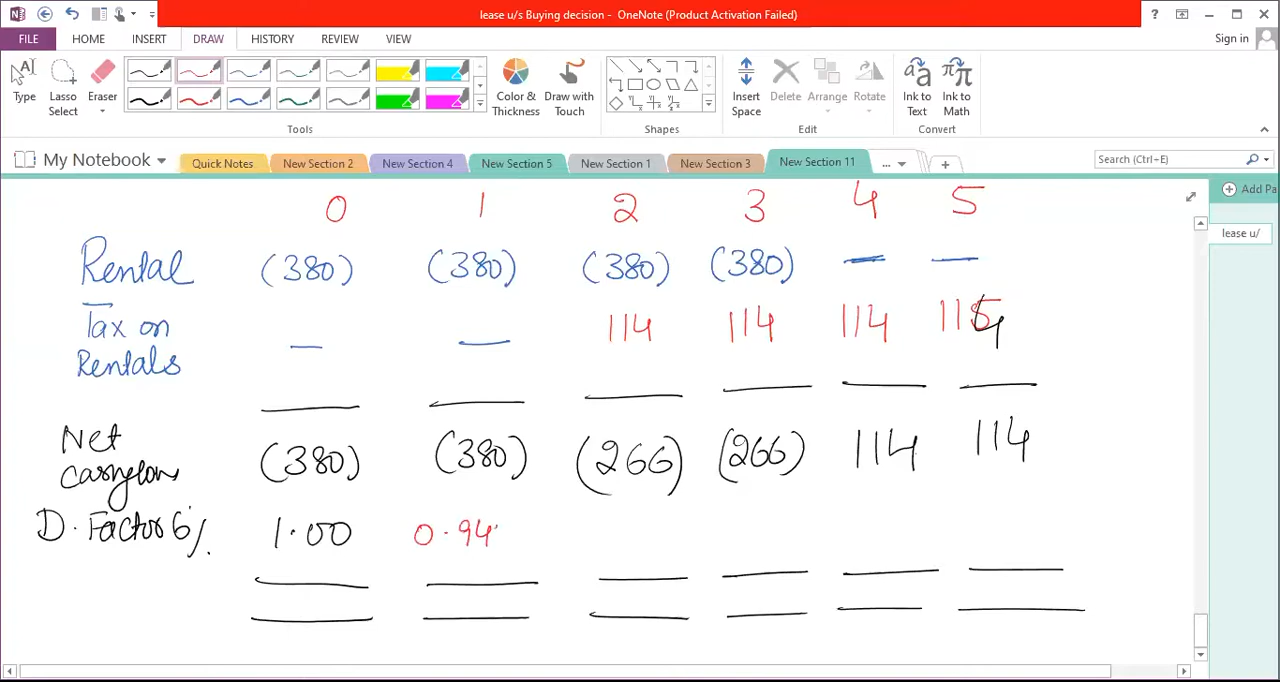 lease u/s Buying decision - OneNote (Product Activation Failed)
FILE HOME INSERT DRAW HISTORY REVIEW VIEW
Sign in
Type Lasso Select Eraser Color & Thickness Draw with Touch Insert Space Delete Arrange Rotate Ink to Text Ink to Math
Tools Shapes Edit Convert
My Notebook Quick Notes New Section 2 New Section 4 New Section 5 New Section 1 New Section 3 New Section 11 ... Search (Ctrl+E)
Add Pa
lease u/
0 1 2 3 4 5
Rental (380) (380) (380) (380) — —
Tax on — — 114 114 114 114
Rentals
Net (380) (380) (266) (266) 114 114
D. Factor 6% 1.00 0.94